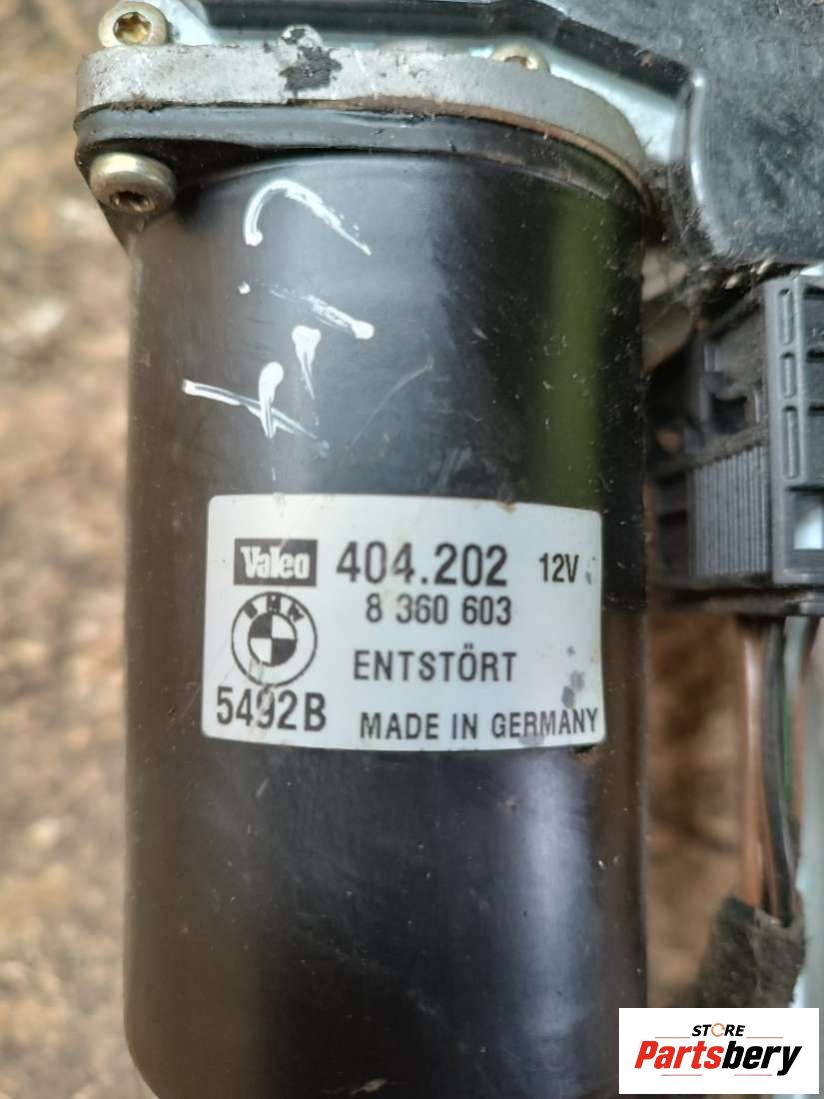 Valeo 404.202 12V
8 360 603
BMW
ENTSTÖRT
5492B MADE IN GERMANY
STORE
Partsbery